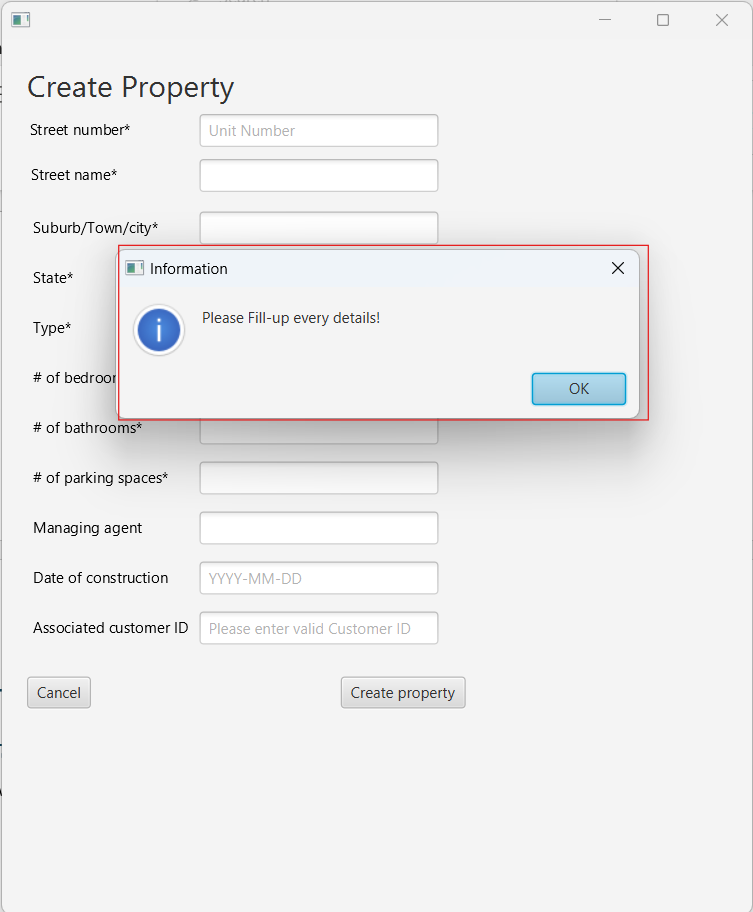 Create Property
Street number*
Unit Number
Street name*
Suburb/Town/city*
State*
Information
Type*
Please Fill-up every details!
# of bedroo
OK
# of bathrooms*
# of parking spaces*
Managing agent
Date of construction
YYYY-MM-DD
Associated customer ID
Please enter valid Customer ID
Cancel
Create property